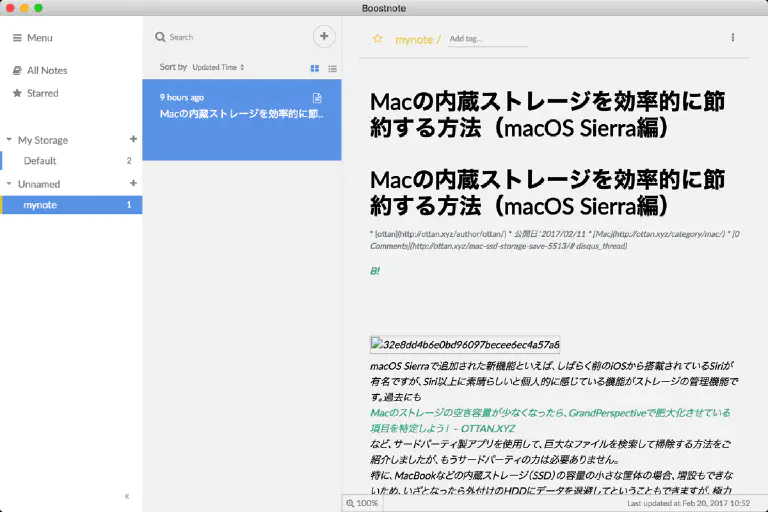 Boostnote
Menu
All Notes
Starred
My Storage
Default 2
Unnamed
mynote 1
Search
Sort by Updated Time
9 hours ago
Macの内蔵ストレージを効率的に節..
mynote / Add tag...
Macの内蔵ストレージを効率的に節
約する方法（macOS Sierra編）
Macの内蔵ストレージを効率的に節
約する方法（macOS Sierra編）
* [ottan](http://ottan.xyz/author/ottan/) * 公開日：2017/02/11 * [Mac](http://ottan.xyz/category/mac/) * [0
Comments](http://ottan.xyz/mac-ssd-storage-save-5513/# disqus_thread)
B!
32e8dd4b6e0bd96097becee6ec4a57a8
macOS Sierraで追加された新機能といえば、しばらく前のiOSから搭載されているSiriが
有名ですが、Siri以上に素晴らしいと個人的に感じている機能がストレージの管理機能で
す。過去にも
Macのストレージの空き容量が少なくなったら、GrandPerspectiveで肥大化させている
項目を特定しよう！ – OTTAN.XYZ
など、サードパーティ製アプリを使用して、巨大なファイルを検索して掃除する方法をご
紹介しましたが、もうサードパーティの力は必要ありません。
特に、MacBookなどの内蔵ストレージ（SSD）の容量の小さな筐体の場合、増設もできな
いため、いざとなったら外付けのHDDにデータを退避してということもできますが、極力
100%
Last updated at Feb 20, 2017 10:52